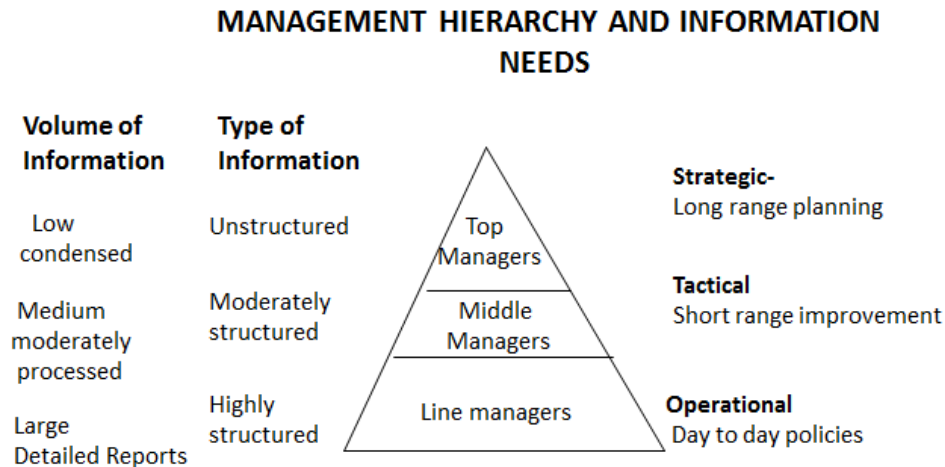 MANAGEMENT HIERARCHY AND INFORMATION
NEEDS
Volume of
Information
Type of
Information
Low
condensed
Unstructured
Top
Managers
Strategic-
Long range planning
Medium
moderately
processed
Moderately
structured
Middle
Managers
Tactical
Short range improvement
Large
Detailed Reports
Highly
structured
Line managers
Operational
Day to day policies